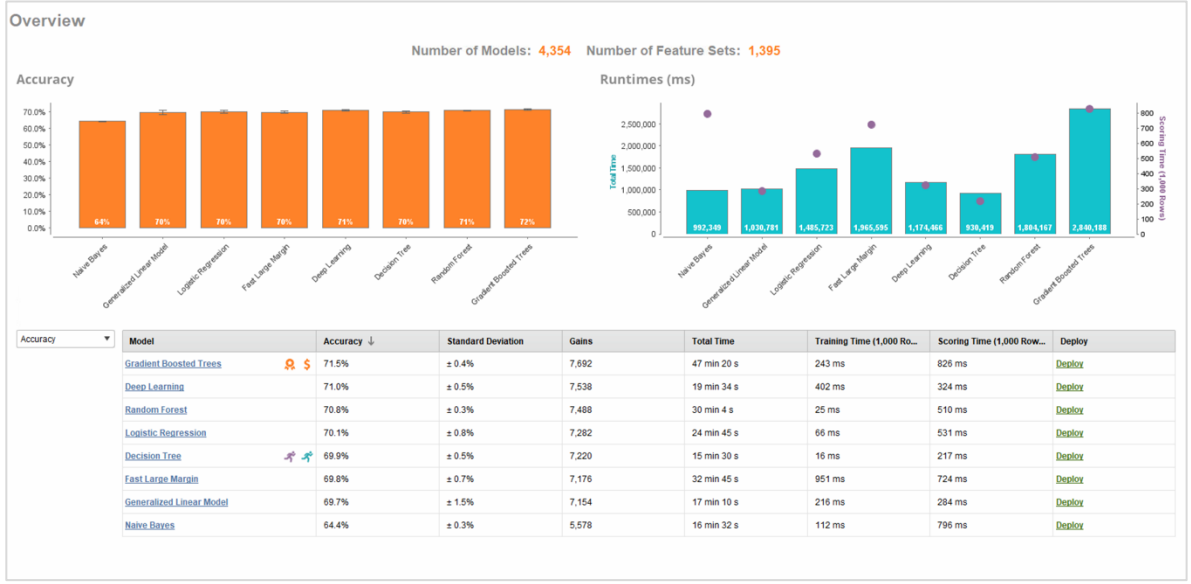 Overview
Number of Models: 4,354 Number of Feature Sets: 1,395
Accuracy
70.0%
60.0%
50.0%
40.0%
30.0%
20.0%
10.0%
0.0%
64% 70% 70% 70% 71% 70% 71% 72%
Naive Bayes Generalized Linear Model Logistic Regression Fast Large Margin Deep Learning Decision Tree Random Forest Gradient Boosted Trees
Runtimes (ms)
Total Time
2,500,000
2,000,000
1,500,000
1,000,000
500,000
0
992,349 1,030,781 1,485,723 1,965,595 1,174,466 930,419 1,804,167 2,840,188
800
700
600
500
400
300
200
100
0
Scoring Time (1,000 Rows)
Naive Bayes Generalized Linear Model Logistic Regression Fast Large Margin Deep Learning Decision Tree Random Forest Gradient Boosted Trees
Accuracy
Model Accuracy Standard Deviation Gains Total Time Training Time (1,000 Ro... Scoring Time (1,000 Row... Deploy
Gradient Boosted Trees $ 71.5% ± 0.4% 7,692 47 min 20 s 243 ms 826 ms Deploy
Deep Learning 71.0% ± 0.5% 7,538 19 min 34 s 402 ms 324 ms Deploy
Random Forest 70.8% ± 0.3% 7,488 30 min 4 s 25 ms 510 ms Deploy
Logistic Regression 70.1% ± 0.8% 7,282 24 min 45 s 66 ms 531 ms Deploy
Decision Tree 69.9% ± 0.5% 7,220 15 min 30 s 16 ms 217 ms Deploy
Fast Large Margin 69.8% ± 0.7% 7,176 32 min 45 s 951 ms 724 ms Deploy
Generalized Linear Model 69.7% ± 1.5% 7,154 17 min 10 s 216 ms 284 ms Deploy
Naive Bayes 64.4% ± 0.3% 5,578 16 min 32 s 112 ms 796 ms Deploy